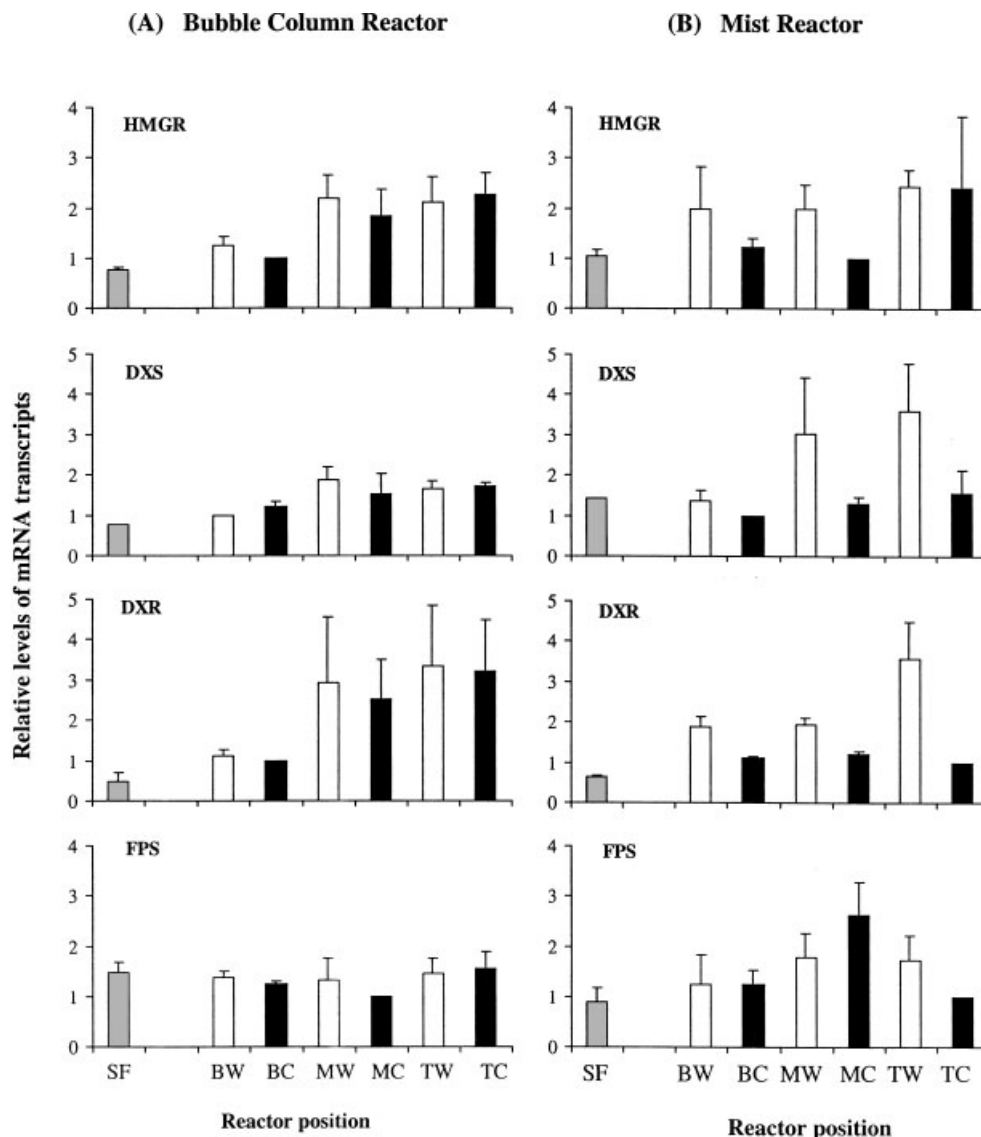 (A) Bubble Column Reactor
(B) Mist Reactor
Relative levels of mRNA transcripts
4
3
2
1
0
HMGR
5
4
3
2
1
0
DXS
5
4
3
2
1
0
DXR
4
3
2
1
0
FPS
SF BW BC MW MC TW TC
Reactor position
4
3
2
1
0
HMGR
5
4
3
2
1
0
DXS
5
4
3
2
1
0
DXR
4
3
2
1
0
FPS
SF BW BC MW MC TW TC
Reactor position